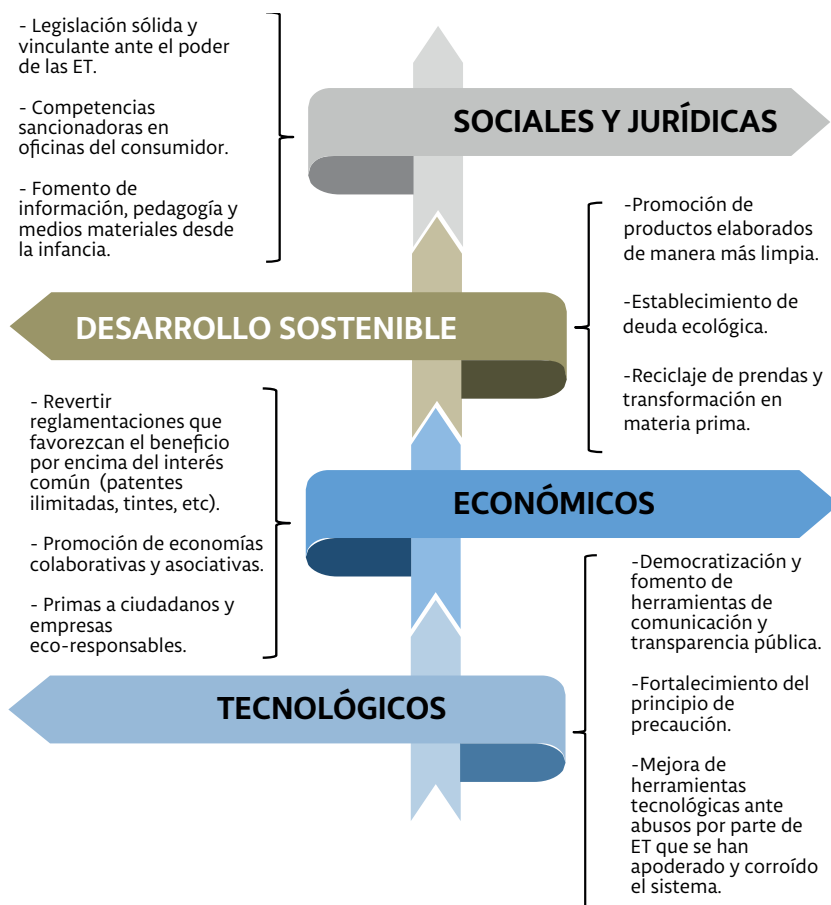 - Legislación sólida y
vinculante ante el poder
de las ET.
- Competencias
sancionadoras en
oficinas del consumidor.
- Fomento de
información, pedagogía y
medios materiales desde
la infancia.
SOCIALES Y JURÍDICAS
DESARROLLO SOSTENIBLE
-Promoción de
productos elaborados
de manera más limpia.
-Establecimiento de
deuda ecológica.
-Reciclaje de prendas y
transformación en
materia prima.
- Revertir
reglamentaciones que
favorezcan el beneficio
por encima del interés
común (patentes
ilimitadas, tintes, etc).
- Promoción de economías
colaborativas y asociativas.
- Primas a ciudadanos y
empresas
eco-responsables.
ECONÓMICOS
TECNOLÓGICOS
-Democratización y
fomento de
herramientas de
comunicación y
transparencia pública.
-Fortalecimiento del
principio de
precaución.
-Mejora de
herramientas
tecnológicas ante
abusos por parte de
ET que se han
apoderado y corroído
el sistema.